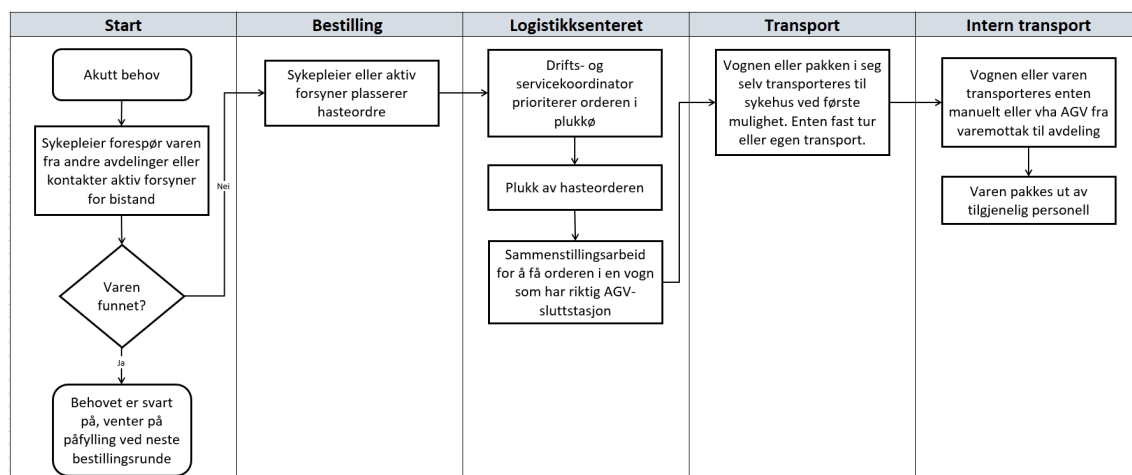 Start
Bestilling
Logistikksenteret
Transport
Intern transport
Akutt behov
Sykepleier forespør varen
fra andre avdelinger eller
kontakter aktiv forsyner
for bistand
Varen
funnet?
Nei
Ja
Behovet er svart
på, venter på
påfylling ved neste
bestillingsrunde
Sykepleier eller aktiv
forsyner plasserer
hasteordre
Drifts- og
servicekoordinator
prioriterer orderen i
plukkø
Plukk av hasteorderen
Sammenstillingsarbeid
for å få orderen i en vogn
som har riktig AGV-
sluttstasjon
Vognen eller pakken i seg
selv transporteres til
sykehus ved første
mulighet. Enten fast tur
eller egen transport.
Vognen eller varen
transporteres enten
manuelt eller vha AGV fra
varemottak til avdeling
Varen pakkes ut av
tilgjenelig personell